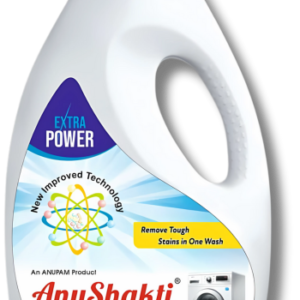 EXTRA
POWER
New Improved Technology
Remove Tough
Stains in One Wash
An ANUPAM Product
AnuShakti®